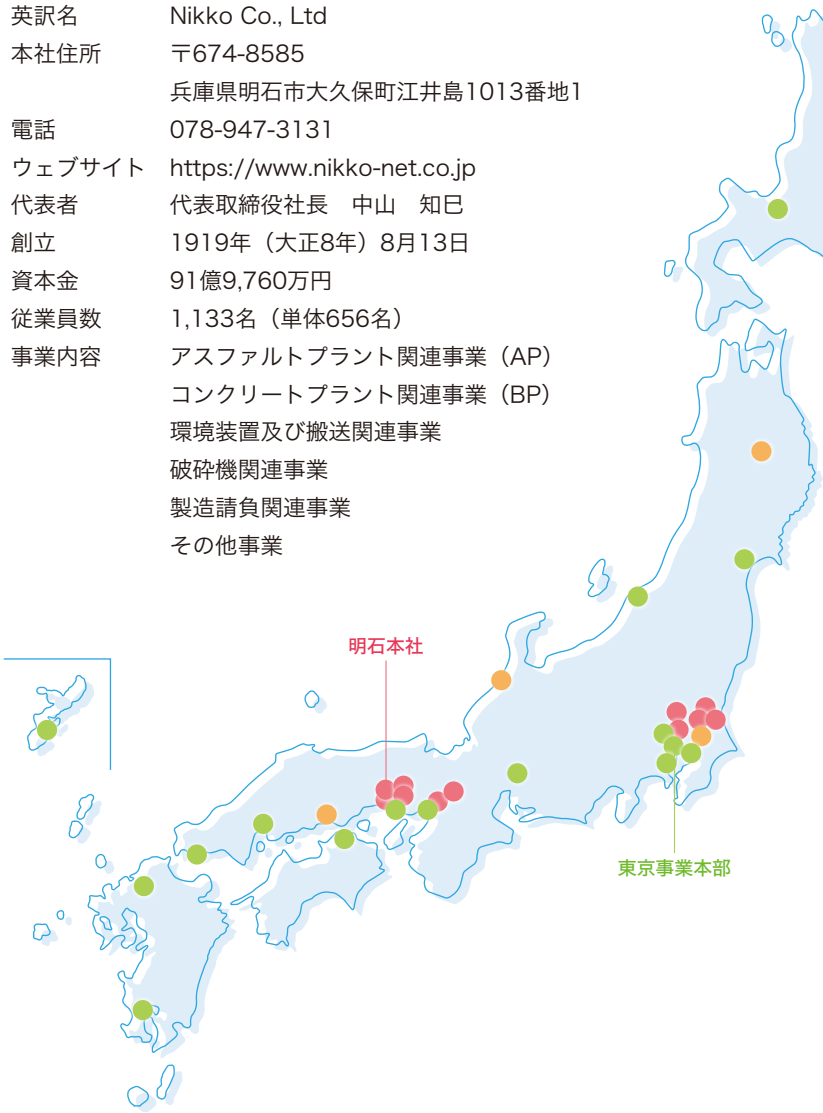 英訳名 Nikko Co., Ltd
本社住所 〒674-8585
兵庫県明石市大久保町江井島1013番地1
電話 078-947-3131
ウェブサイト https://www.nikko-net.co.jp
代表者 代表取締役社長　中山　知巳
創立 1919年（大正8年）8月13日
資本金 91億9,760万円
従業員数 1,133名（単体656名）
事業内容 アスファルトプラント関連事業（AP）
コンクリートプラント関連事業（BP）
環境装置及び搬送関連事業
破砕機関連事業
製造請負関連事業
その他事業
明石本社
東京事業本部